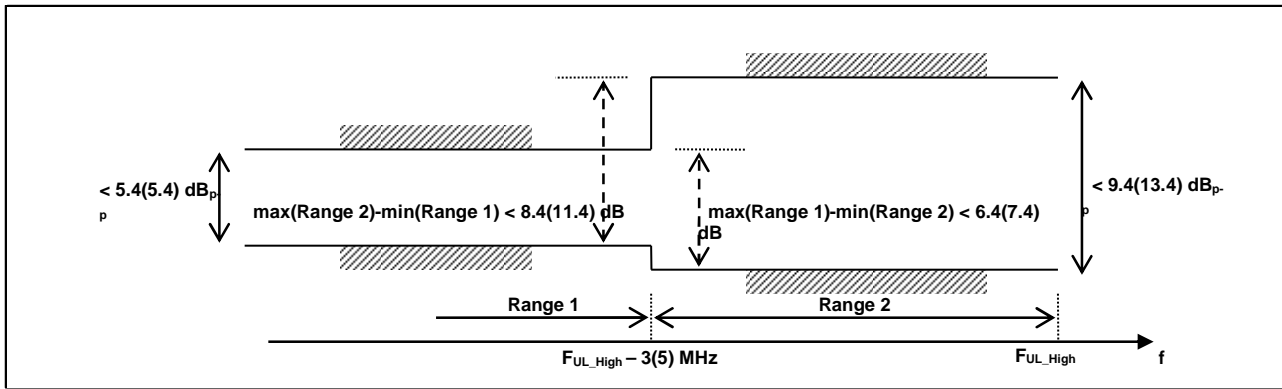 < 5.4(5.4) dBp-
p
max(Range 2)-min(Range 1) < 8.4(11.4) dB
max(Range 1)-min(Range 2) < 6.4(7.4)
dB
< 9.4(13.4) dBp-
p
Range 1
Range 2
FUL_High – 3(5) MHz
FUL_High
f